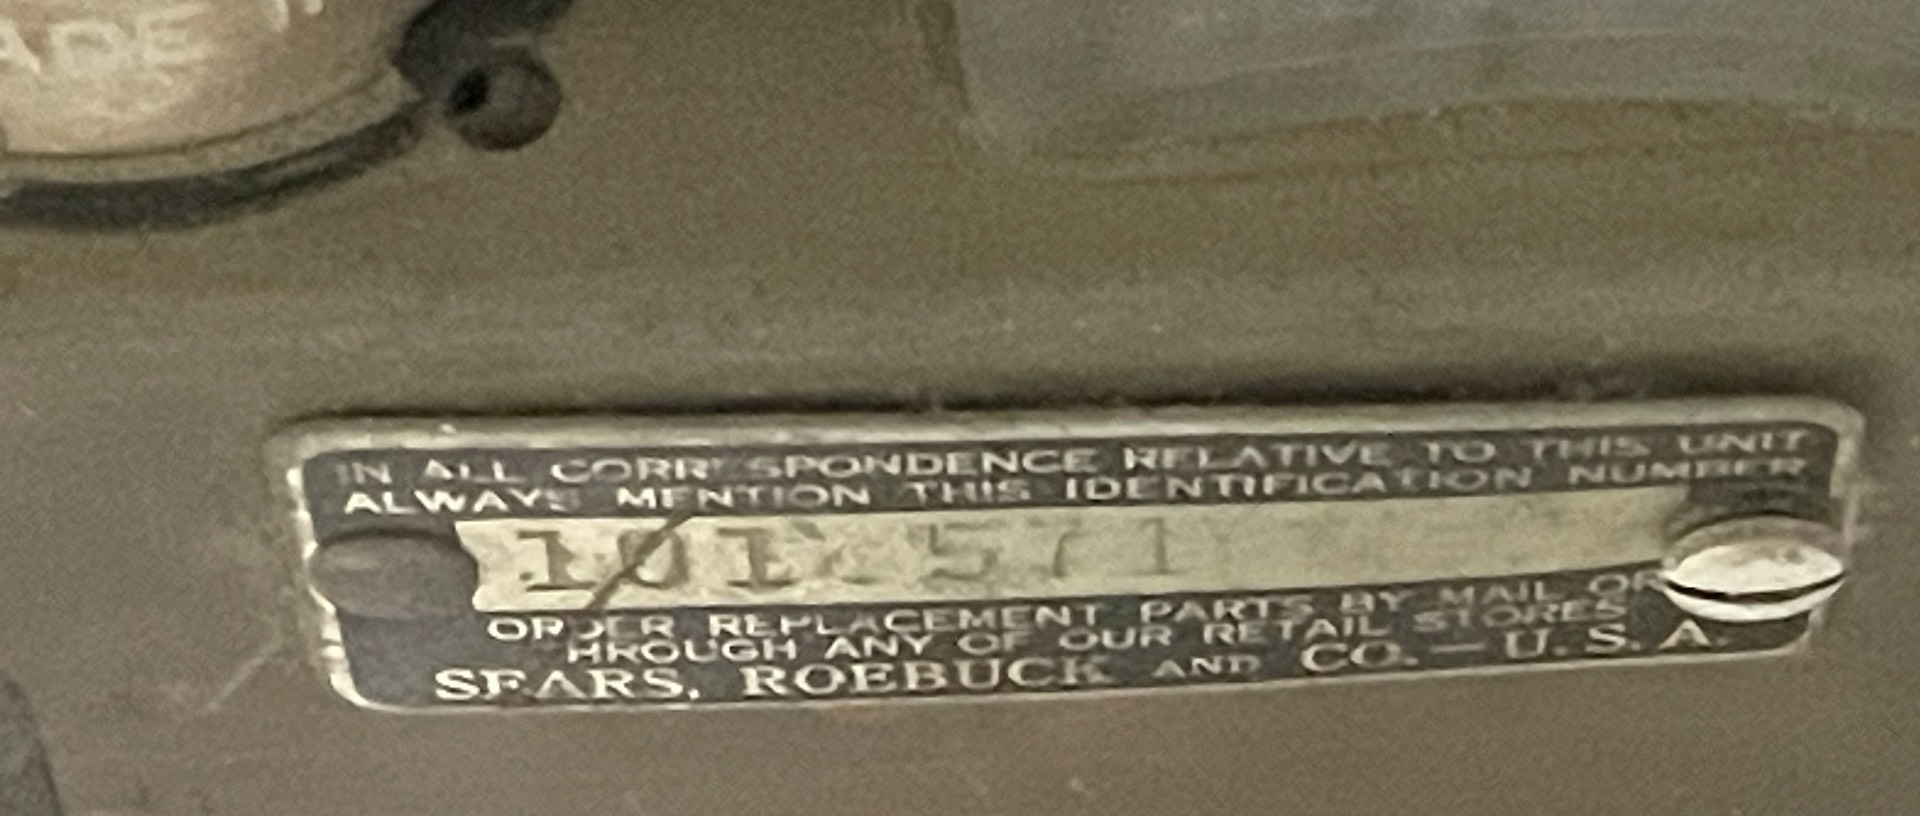 ADE
IN ALL CORRESPONDENCE RELATIVE TO THIS UNIT
ALWAYS MENTION THIS IDENTIFICATION NUMBER
101 571
ORDER REPLACEMENT PARTS BY MAIL OR
THROUGH ANY OF OUR RETAIL STORES
SEARS, ROEBUCK AND CO. — U.S.A.